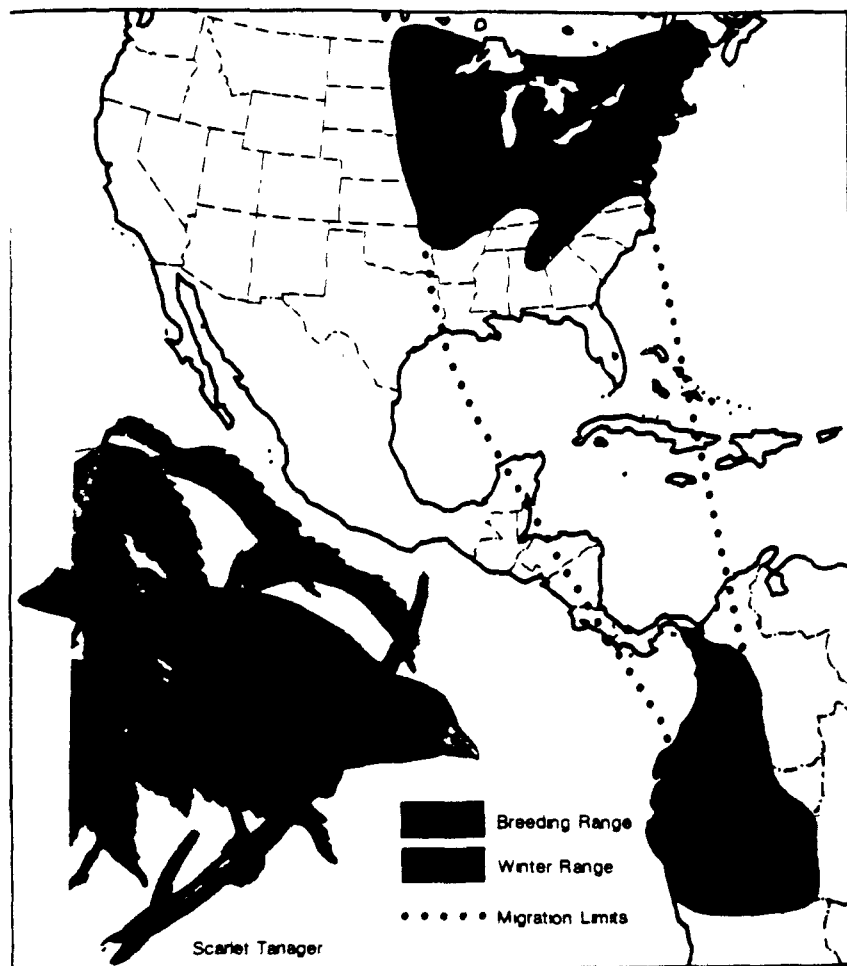 Breeding Range
Winter Range
Migration Limits
Scarlet Tanager